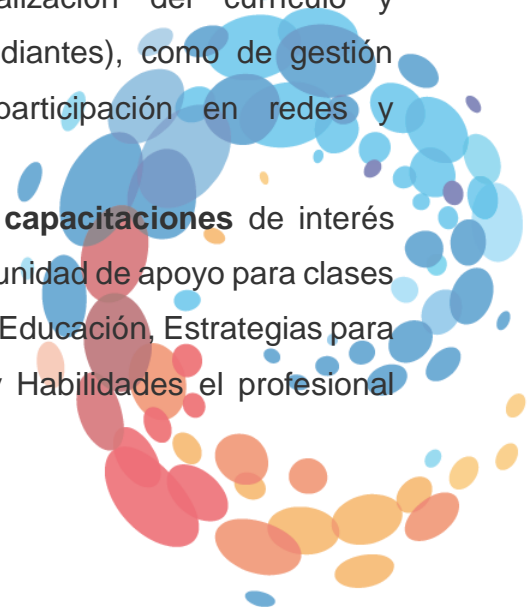 alización del currículo y
diantes), como de gestión
participación en redes y
capacitaciones de interés
unidad de apoyo para clases
Educación, Estrategias para
y Habilidades el profesional